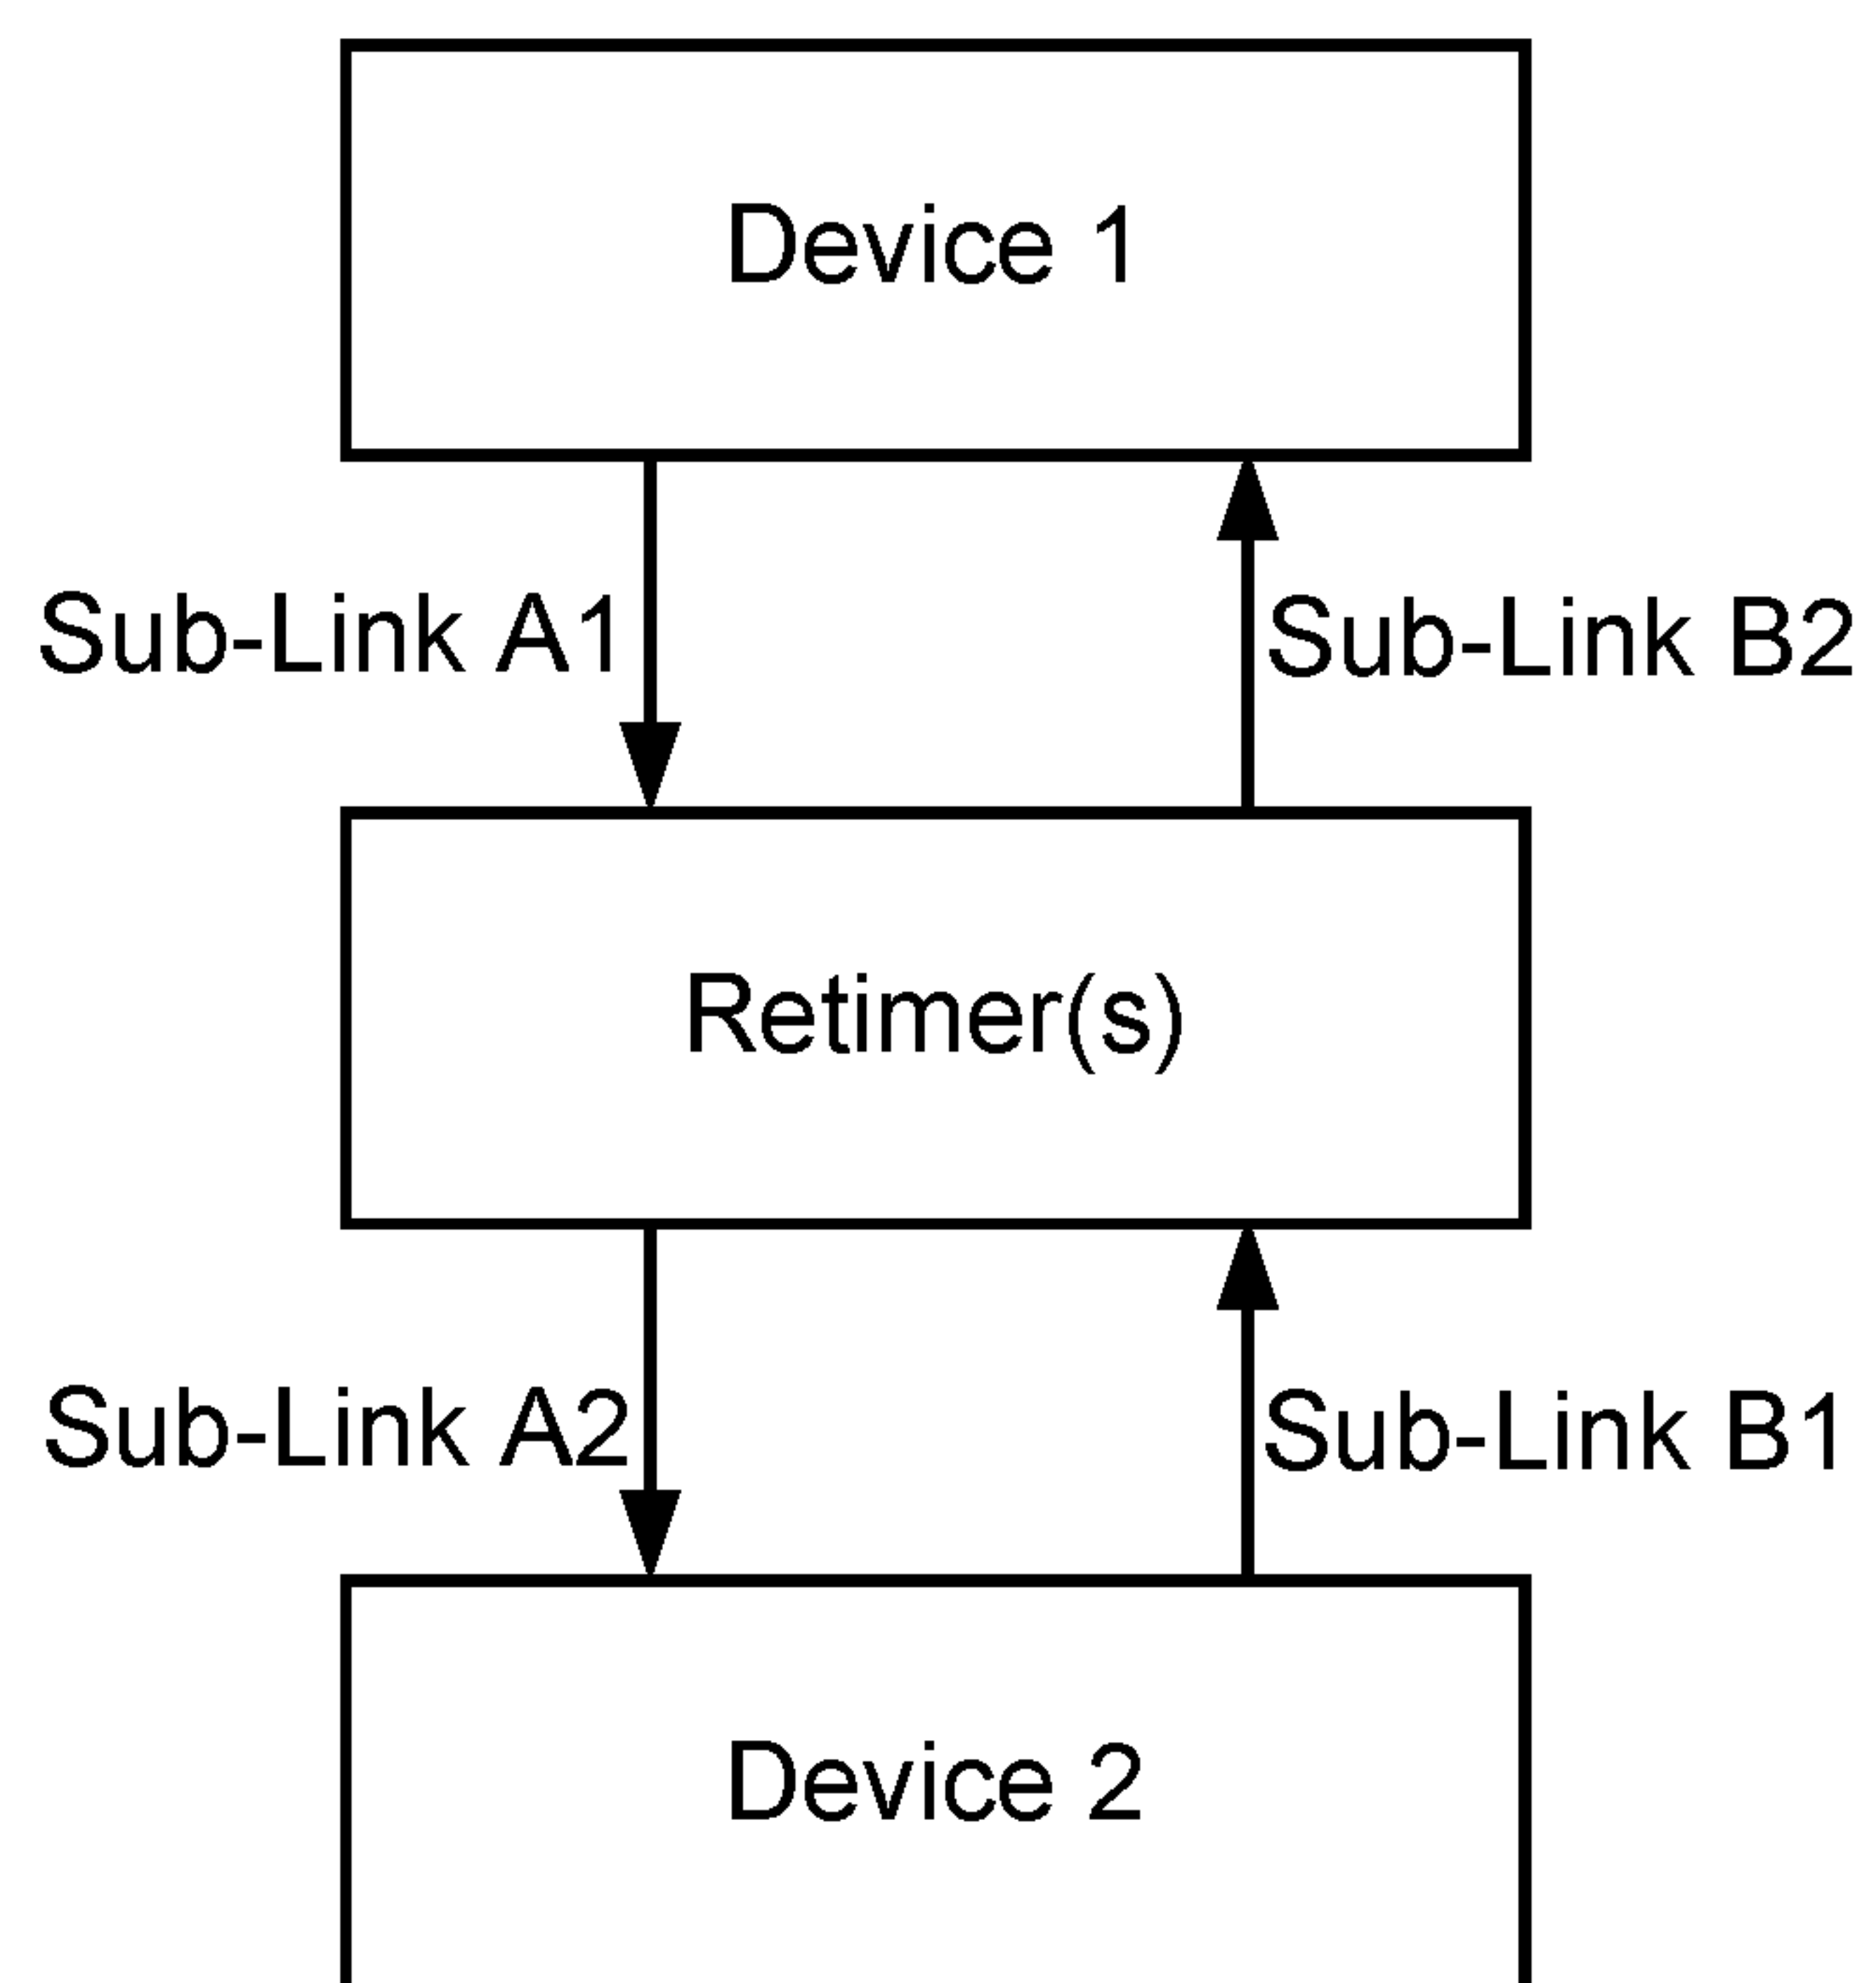 Device 1
Sub-Link A1
Sub-Link B2
Retimer(s)
Sub-Link A2
Sub-Link B1
Device 2